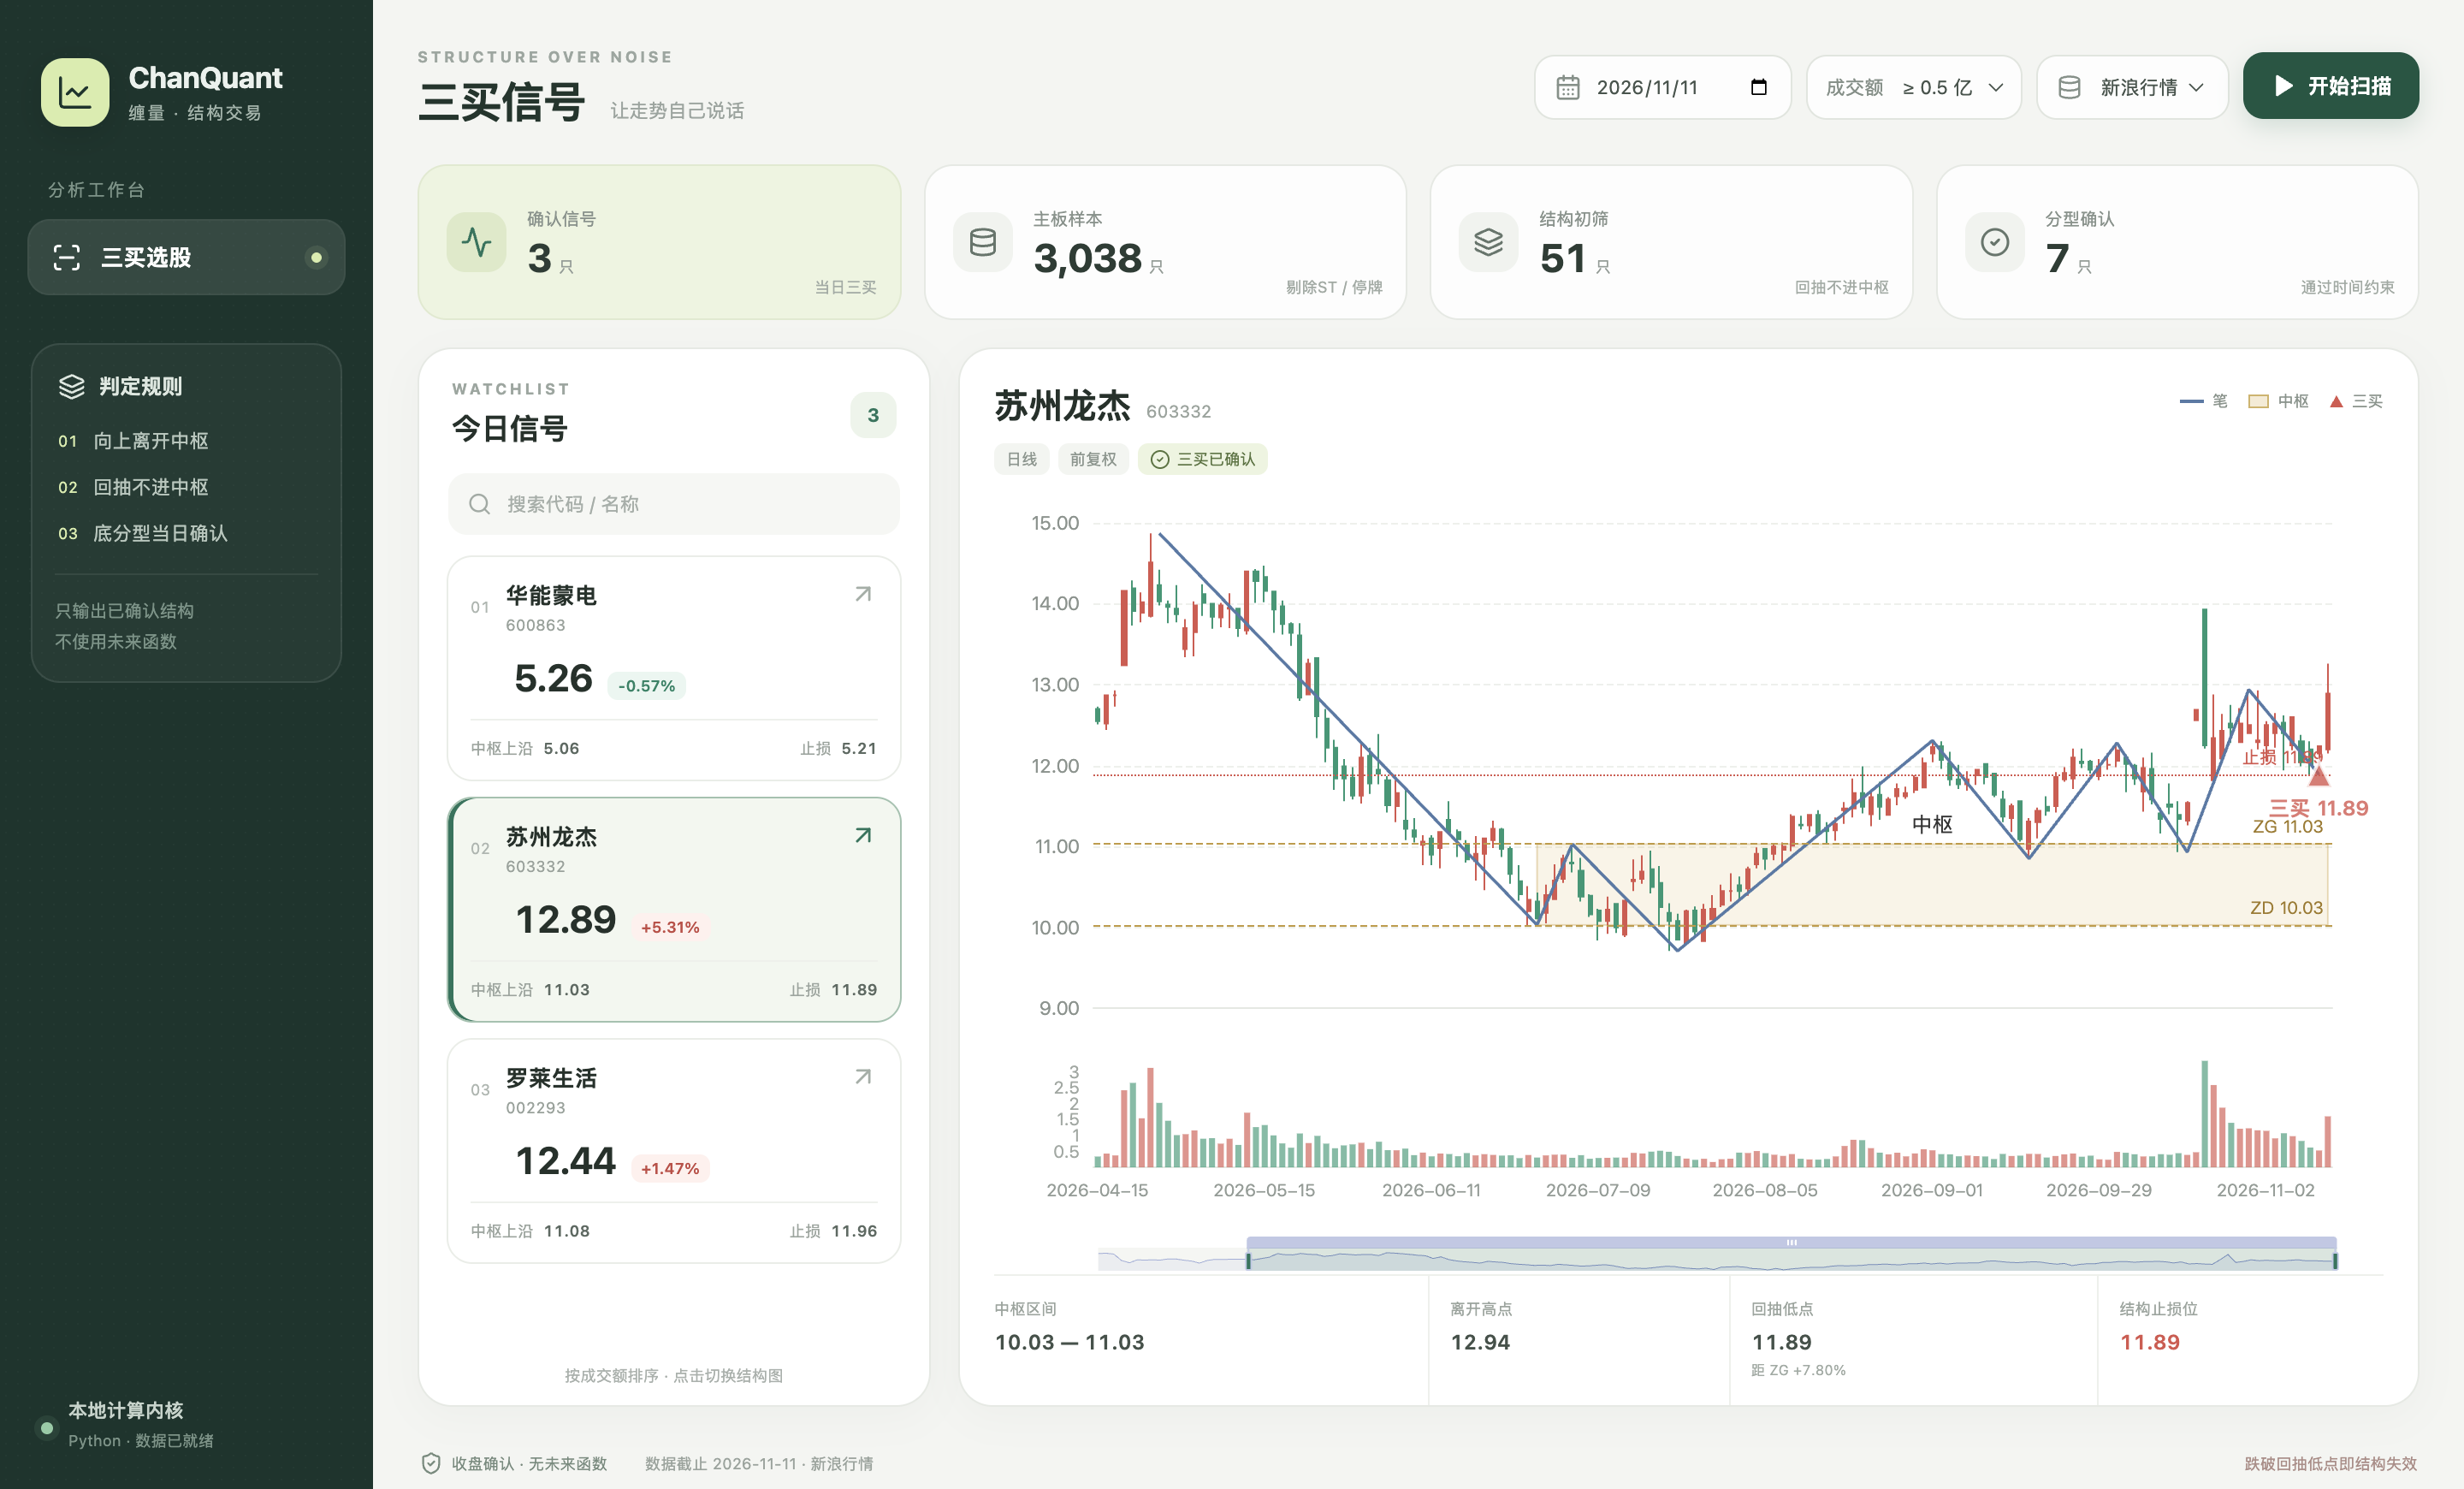 ChanQuant
缠量 · 结构交易
分析工作台
三买选股
判定规则
01 向上离开中枢
02 回抽不进中枢
03 底分型当日确认
只输出已确认结构
不使用未来函数
本地计算内核
Python · 数据已就绪
STRUCTURE OVER NOISE
三买信号 让走势自己说话
2026/11/11
成交额 ≥ 0.5 亿
新浪行情
开始扫描
确认信号
3 只
当日三买
主板样本
3,038 只
剔除ST / 停牌
结构初筛
51 只
回抽不进中枢
分型确认
7 只
通过时间约束
WATCHLIST
今日信号
3
搜索代码 / 名称
01 华能蒙电
600863
5.26 -0.57%
中枢上沿 5.06 止损 5.21
02 苏州龙杰
603332
12.89 +5.31%
中枢上沿 11.03 止损 11.89
03 罗莱生活
002293
12.44 +1.47%
中枢上沿 11.08 止损 11.96
按成交额排序 · 点击切换结构图
苏州龙杰 603332
笔 中枢 三买
日线 前复权 三买已确认
15.00
14.00
13.00
12.00
11.00
10.00
9.00
止损 11.89
三买 11.89
中枢
ZG 11.03
ZD 10.03
3
2.5
2
1.5
1
0.5
2026-04-15 2026-05-15 2026-06-11 2026-07-09 2026-08-05 2026-09-01 2026-09-29 2026-11-02
中枢区间
10.03 — 11.03
离开高点
12.94
回抽低点
11.89
距 ZG +7.80%
结构止损位
11.89
收盘确认 · 无未来函数 数据截止 2026-11-11 · 新浪行情
跌破回抽低点即结构失效